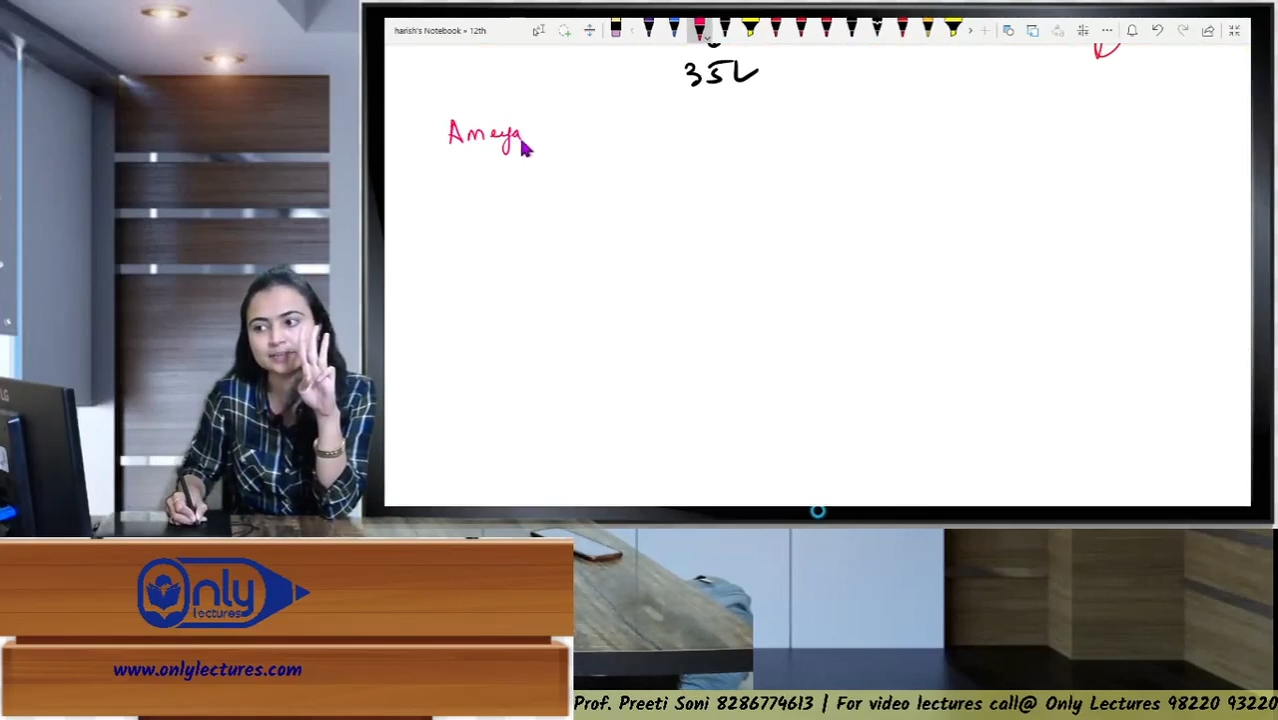 harish's Notebook » 12th
35L
Ameya
LG
Only
lectures
www.onlylectures.com
Prof. Preeti Soni 8286774613 | For video lectures call@ Only Lectures 98220 93220